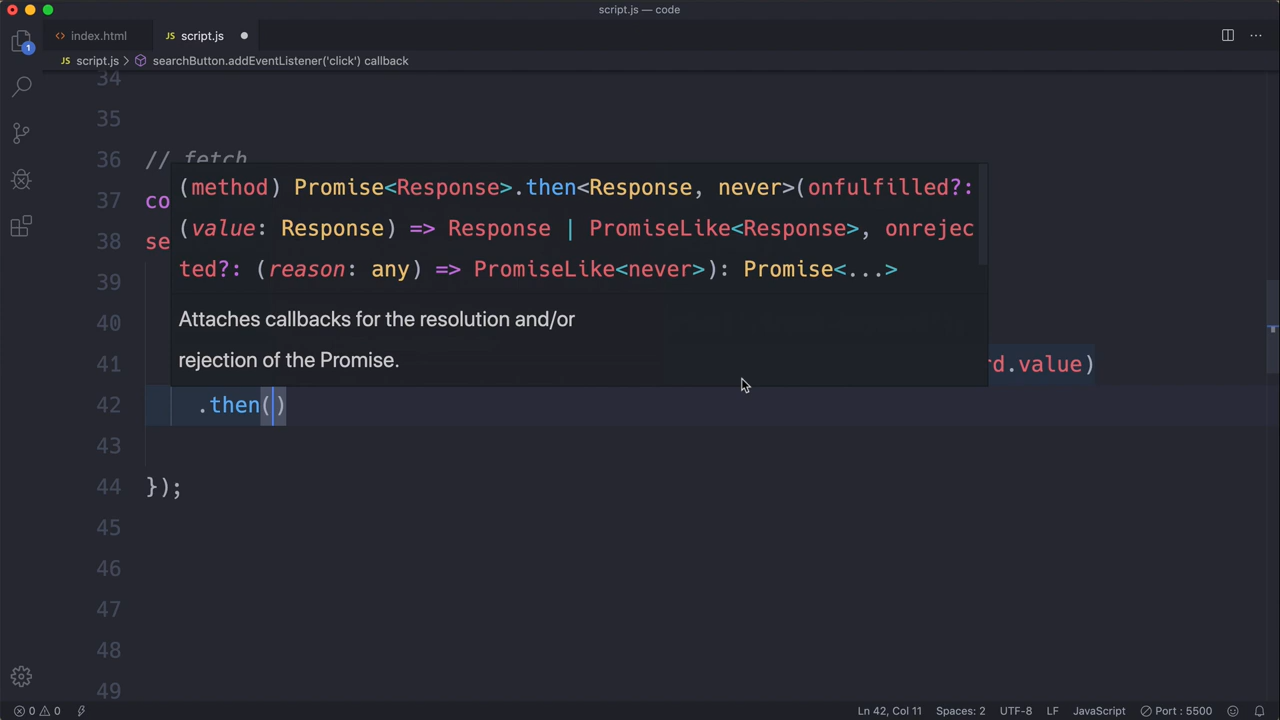 script.js — code
index.html
JS script.js
JS script.js > searchButton.addEventListener('click') callback
1
34
35
36 // fetch
37 co
38 se
39
40
41 rd.value)
(method) Promise<Response>.then<Response, never>(onfulfilled?:
(value: Response) => Response | PromiseLike<Response>, onrejec
ted?: (reason: any) => PromiseLike<never>): Promise<...>
Attaches callbacks for the resolution and/or
rejection of the Promise.
42 .then()
43
44 });
45
46
47
48
49
0 0 Ln 42, Col 11 Spaces: 2 UTF-8 LF JavaScript Port : 5500